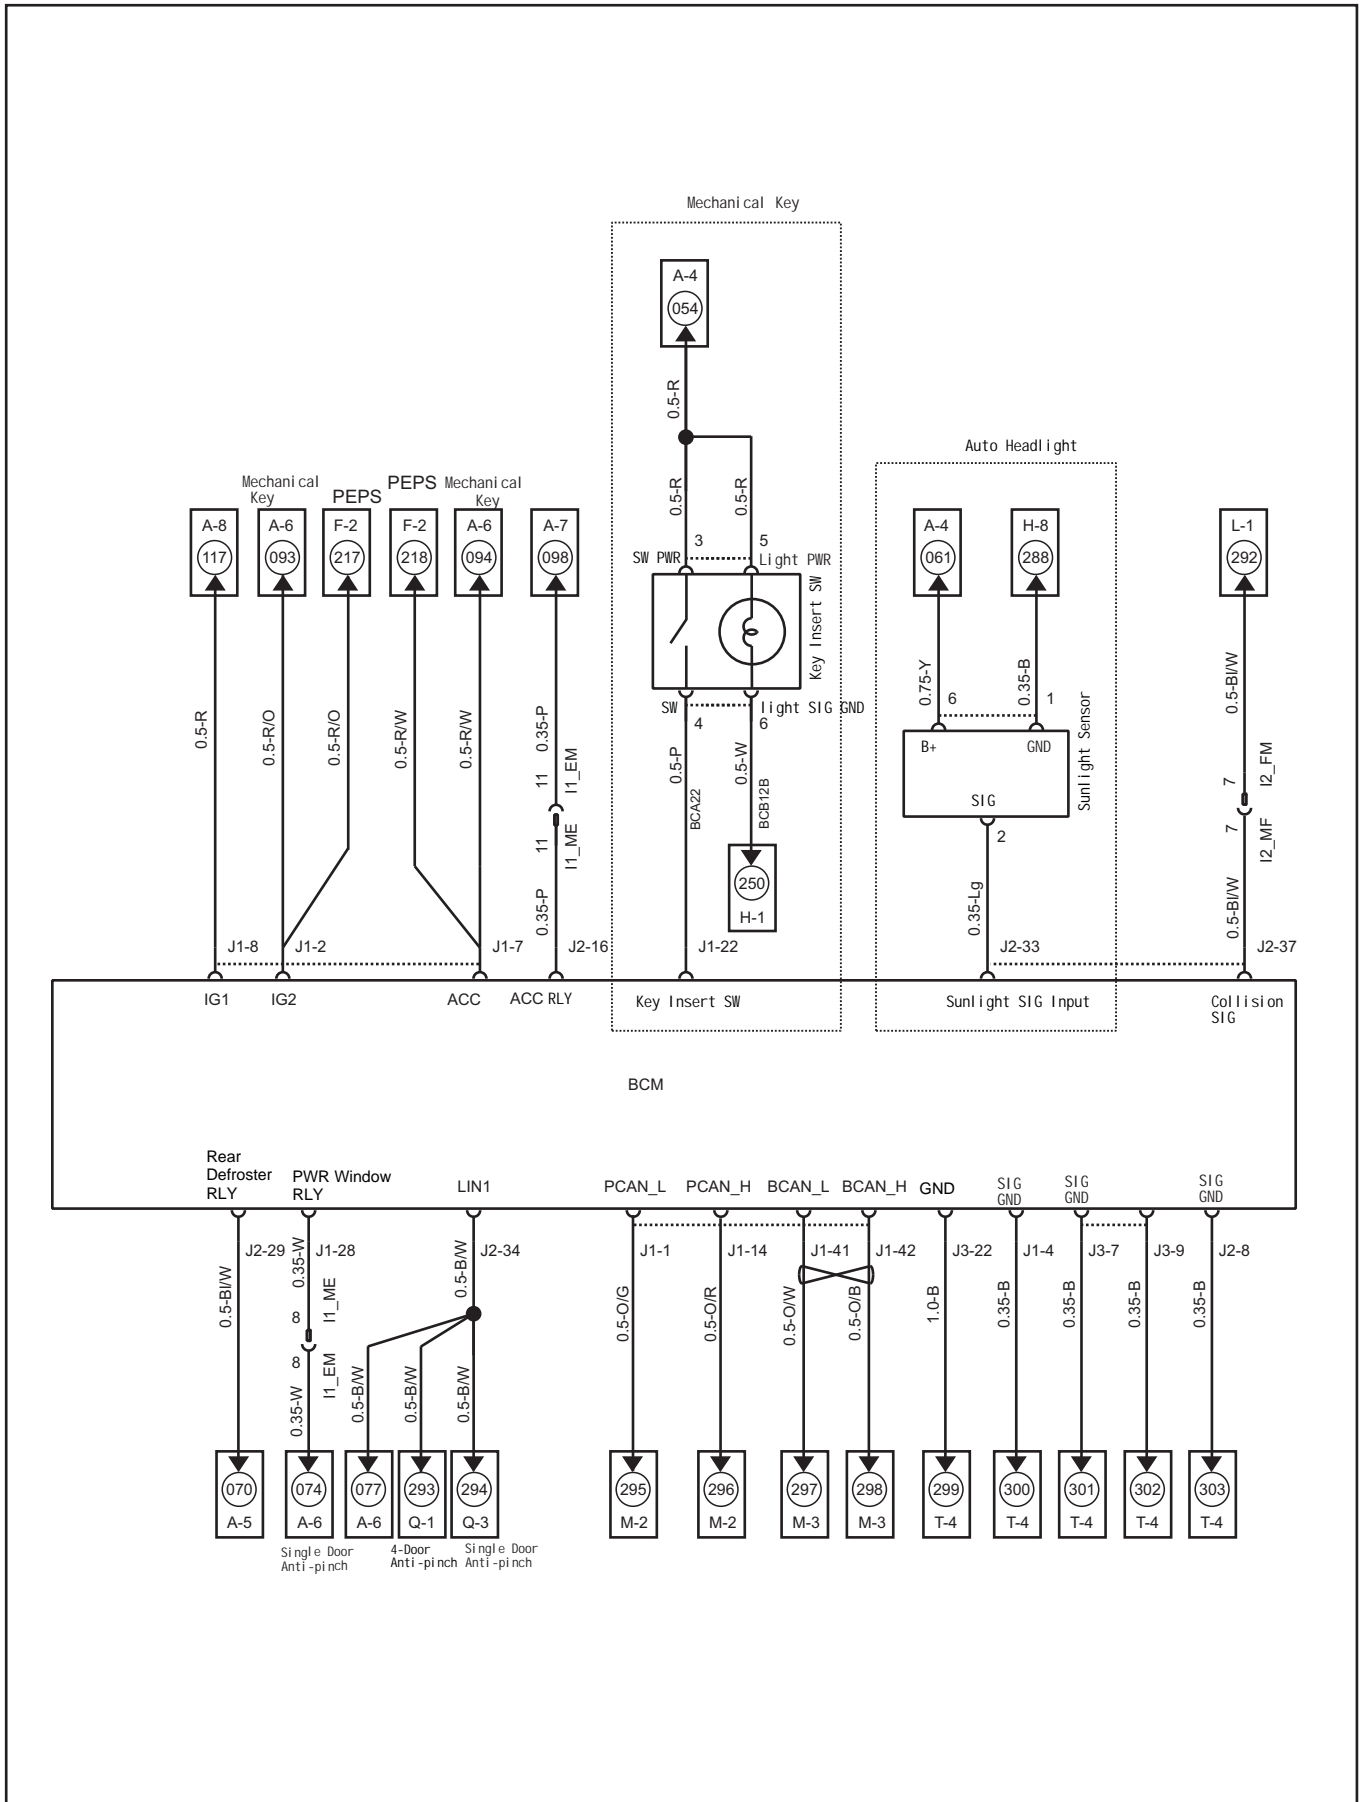 Mechanical Key
A-4
054
0.5-R
0.5-R
0.5-R
3
5
SW PWR
Light PWR
Key Insert SW
SW
light SIG GND
4
6
0.5-P
BCA22
0.5-W
BCB12B
250
H-1
Auto Headlight
Mechanical
Key
PEPS
PEPS
Mechanical
Key
A-8
117
A-6
093
F-2
217
F-2
218
A-6
094
A-7
098
A-4
061
H-8
288
L-1
292
0.5-R
0.5-R/O
0.5-R/O
0.5-R/W
0.5-R/W
0.35-P
11
I1_EM
11
I1_ME
0.35-P
0.75-Y
6
0.35-B
1
B+
GND
SIG
Sunlight Sensor
2
0.35-Lg
0.5-Bl/W
7
I2_FM
7
I2_MF
0.5-Bl/W
J1-8
J1-2
J1-7
J2-16
J1-22
J2-33
J2-37
IG1
IG2
ACC
ACC RLY
Key Insert SW
Sunlight SIG Input
Collision
SIG
BCM
Rear
Defroster
RLY
PWR Window
RLY
LIN1
PCAN_L
PCAN_H
BCAN_L
BCAN_H
GND
SIG
GND
SIG
GND
SIG
GND
J2-29
J1-28
J2-34
J1-1
J1-14
J1-41
J1-42
J3-22
J1-4
J3-7
J3-9
J2-8
0.5-Bl/W
0.35-W
8
I1_ME
8
I1_EM
0.35-W
0.5-B/W
0.5-B/W
0.5-B/W
0.5-B/W
0.5-O/G
0.5-O/R
0.5-O/W
0.5-O/B
1.0-B
0.35-B
0.35-B
0.35-B
0.35-B
070
A-5
074
A-6
077
A-6
293
Q-1
294
Q-3
295
M-2
296
M-2
297
M-3
298
M-3
299
T-4
300
T-4
301
T-4
302
T-4
303
T-4
Single Door
Anti-pinch
4-Door
Anti-pinch
Single Door
Anti-pinch